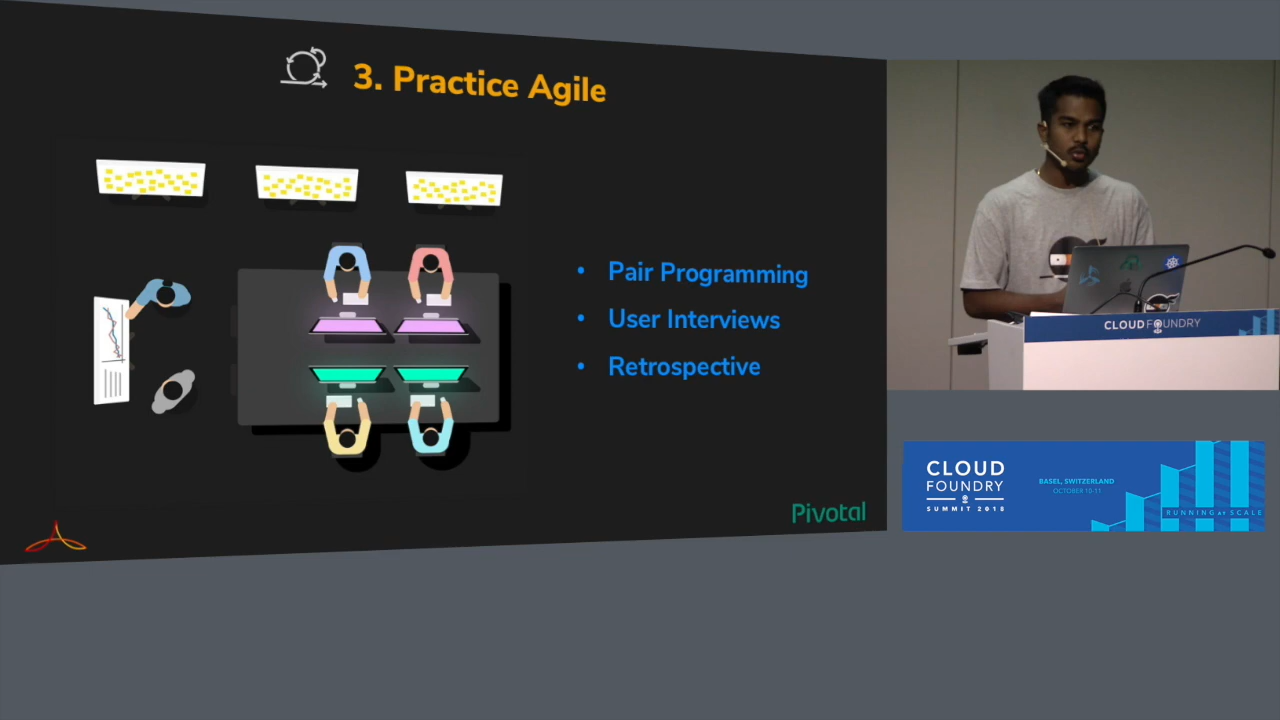 3. Practice Agile
• Pair Programming
• User Interviews
• Retrospective
Pivotal
CLOUD FOUNDRY
CLOUD
FOUNDRY
SUMMIT 2018
BASEL, SWITZERLAND
OCTOBER 10-11
RUNNING AT SCALE